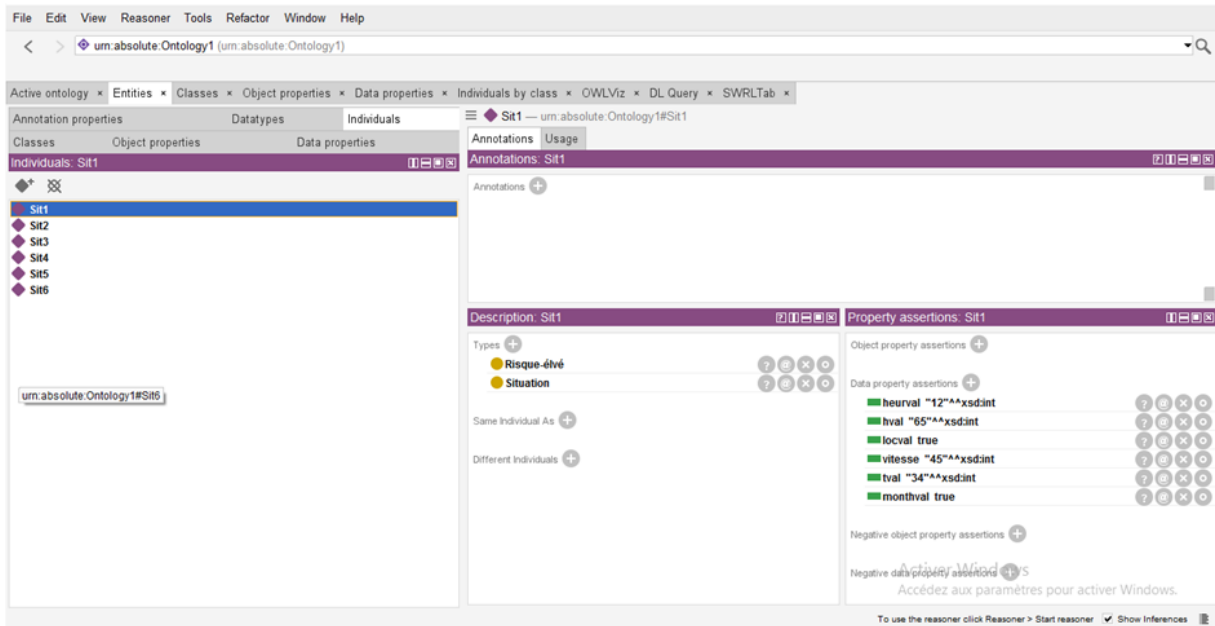 File Edit View Reasoner Tools Refactor Window Help
< > urn:absolute:Ontology1 (urn:absolute:Ontology1)
Active ontology × Entities × Classes × Object properties × Data properties × Individuals by class × OWLViz × DL Query × SWRLTab ×
Annotation properties Datatypes Individuals
Classes Object properties Data properties
Individuals: Sit1
Sit1
Sit2
Sit3
Sit4
Sit5
Sit6
urn:absolute:Ontology1#Sit6
Sit1 — urn:absolute:Ontology1#Sit1
Annotations Usage
Annotations: Sit1
Annotations
Description: Sit1
Types
Risque-élvé
Situation
Same Individual As
Different Individuals
Property assertions: Sit1
Object property assertions
Data property assertions
heurval "12"^^xsd:int
hval "65"^^xsd:int
locval true
vitesse "45"^^xsd:int
tval "34"^^xsd:int
monthval true
Negative object property assertions
Negative data property assertions
Activer Windows
Accédez aux paramètres pour activer Windows.
To use the reasoner click Reasoner > Start reasoner Show Inferences